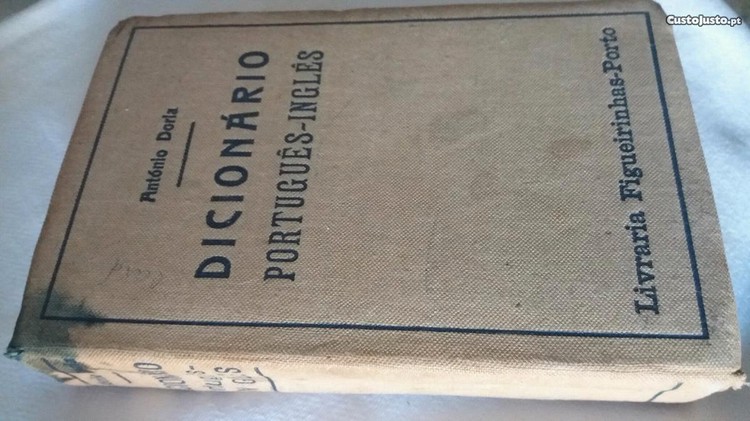 António Doria
DICIONÁRIO
PORTUGUÊS-INGLÊS
Livraria Figueirinhas-Porto
CustoJusto.pt